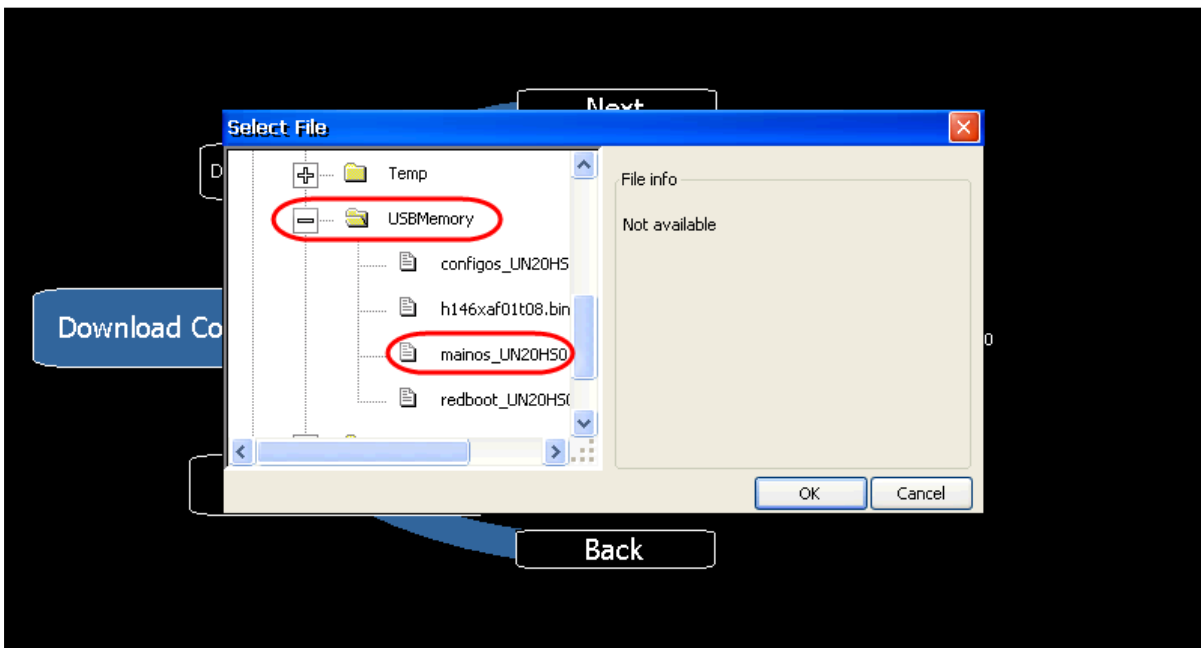 Next
Select File
D
Temp
File info
USBMemory
Not available
configos_UN20HS
h146xaf01t08.bin
Download Co
mainos_UN20HS0
0
redboot_UN20HS0
OK
Cancel
Back